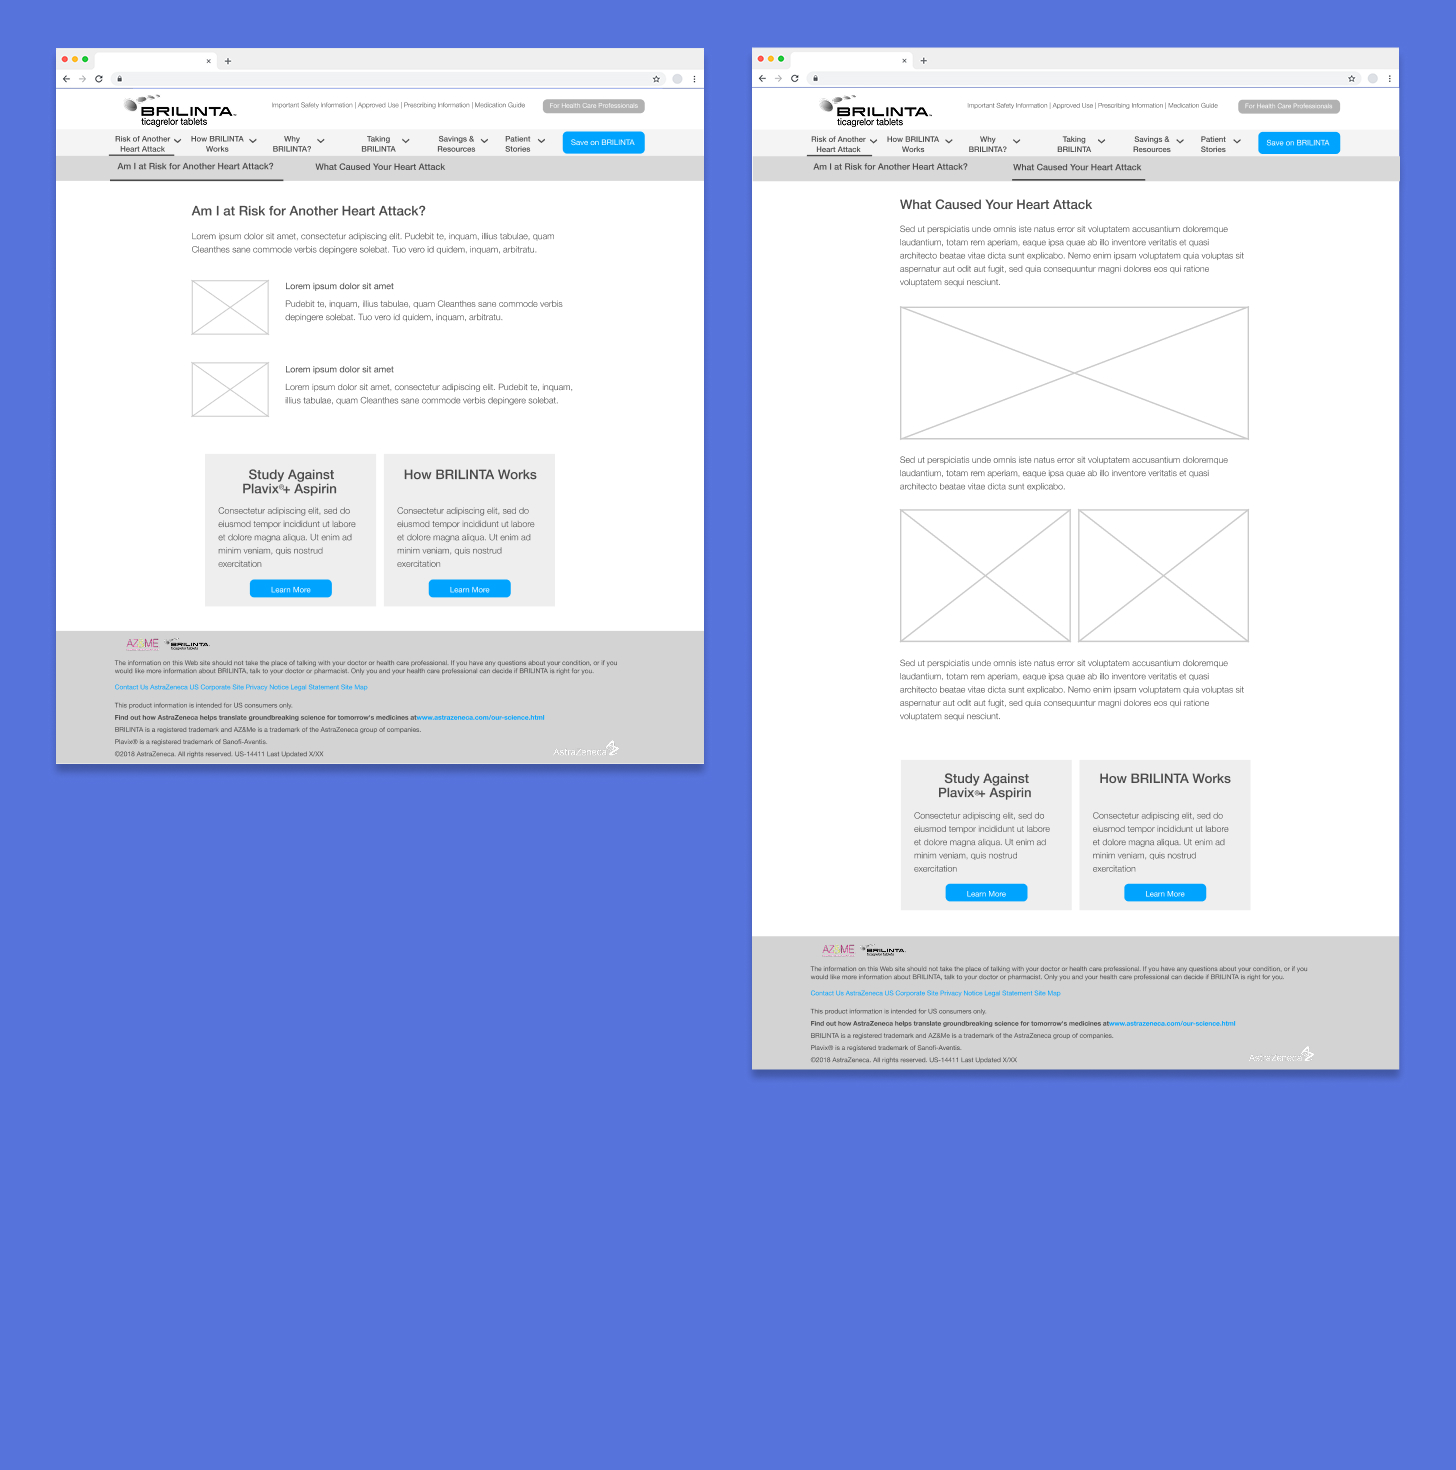 BRILINTA™
ticagrelor tablets
Important Safety Information | Approved Use | Prescribing Information | Medication Guide
For Health Care Professionals
Risk of Another
Heart Attack
How BRILINTA
Works
Why
BRILINTA?
Taking
BRILINTA
Savings &
Resources
Patient
Stories
Save on BRILINTA
Am I at Risk for Another Heart Attack?
What Caused Your Heart Attack
Am I at Risk for Another Heart Attack?
Lorem ipsum dolor sit amet, consectetur adipiscing elit. Pudebit te, inquam, illius tabulae, quam
Cleanthes sane commode verbis depingere solebat. Tuo vero id quidem, inquam, arbitratu.
Lorem ipsum dolor sit amet
Pudebit te, inquam, illius tabulae, quam Cleanthes sane commode verbis
depingere solebat. Tuo vero id quidem, inquam, arbitratu.
Lorem ipsum dolor sit amet
Lorem ipsum dolor sit amet, consectetur adipiscing elit. Pudebit te, inquam,
illius tabulae, quam Cleanthes sane commode verbis depingere solebat.
Study Against
Plavix®+ Aspirin
Consectetur adipiscing elit, sed do
eiusmod tempor incididunt ut labore
et dolore magna aliqua. Ut enim ad
minim veniam, quis nostrud
exercitation
Learn More
How BRILINTA Works
Consectetur adipiscing elit, sed do
eiusmod tempor incididunt ut labore
et dolore magna aliqua. Ut enim ad
minim veniam, quis nostrud
exercitation
Learn More
AZ&ME
BRILINTA
ticagrelor tablets
The information on this Web site should not take the place of talking with your doctor or health care professional. If you have any questions about your condition, or if you
would like more information about BRILINTA, talk to your doctor or pharmacist. Only you and your health care professional can decide if BRILINTA is right for you.
Contact Us AstraZeneca US Corporate Site Privacy Notice Legal Statement Site Map
This product information is intended for US consumers only.
Find out how AstraZeneca helps translate groundbreaking science for tomorrow's medicines atwww.astrazeneca.com/our-science.html
BRILINTA is a registered trademark and AZ&Me is a trademark of the AstraZeneca group of companies.
Plavix® is a registered trademark of Sanofi-Aventis.
©2018 AstraZeneca. All rights reserved. US-14411 Last Updated X/XX
AstraZeneca
BRILINTA™
ticagrelor tablets
Important Safety Information | Approved Use | Prescribing Information | Medication Guide
For Health Care Professionals
Risk of Another
Heart Attack
How BRILINTA
Works
Why
BRILINTA?
Taking
BRILINTA
Savings &
Resources
Patient
Stories
Save on BRILINTA
Am I at Risk for Another Heart Attack?
What Caused Your Heart Attack
What Caused Your Heart Attack
Sed ut perspiciatis unde omnis iste natus error sit voluptatem accusantium doloremque
laudantium, totam rem aperiam, eaque ipsa quae ab illo inventore veritatis et quasi
architecto beatae vitae dicta sunt explicabo. Nemo enim ipsam voluptatem quia voluptas sit
aspernatur aut odit aut fugit, sed quia consequuntur magni dolores eos qui ratione
voluptatem sequi nesciunt.
Sed ut perspiciatis unde omnis iste natus error sit voluptatem accusantium doloremque
laudantium, totam rem aperiam, eaque ipsa quae ab illo inventore veritatis et quasi
architecto beatae vitae dicta sunt explicabo.
Sed ut perspiciatis unde omnis iste natus error sit voluptatem accusantium doloremque
laudantium, totam rem aperiam, eaque ipsa quae ab illo inventore veritatis et quasi
architecto beatae vitae dicta sunt explicabo. Nemo enim ipsam voluptatem quia voluptas sit
aspernatur aut odit aut fugit, sed quia consequuntur magni dolores eos qui ratione
voluptatem sequi nesciunt.
Study Against
Plavix®+ Aspirin
Consectetur adipiscing elit, sed do
eiusmod tempor incididunt ut labore
et dolore magna aliqua. Ut enim ad
minim veniam, quis nostrud
exercitation
Learn More
How BRILINTA Works
Consectetur adipiscing elit, sed do
eiusmod tempor incididunt ut labore
et dolore magna aliqua. Ut enim ad
minim veniam, quis nostrud
exercitation
Learn More
AZ&ME
BRILINTA
ticagrelor tablets
The information on this Web site should not take the place of talking with your doctor or health care professional. If you have any questions about your condition, or if you
would like more information about BRILINTA, talk to your doctor or pharmacist. Only you and your health care professional can decide if BRILINTA is right for you.
Contact Us AstraZeneca US Corporate Site Privacy Notice Legal Statement Site Map
This product information is intended for US consumers only.
Find out how AstraZeneca helps translate groundbreaking science for tomorrow's medicines atwww.astrazeneca.com/our-science.html
BRILINTA is a registered trademark and AZ&Me is a trademark of the AstraZeneca group of companies.
Plavix® is a registered trademark of Sanofi-Aventis.
©2018 AstraZeneca. All rights reserved. US-14411 Last Updated X/XX
AstraZeneca